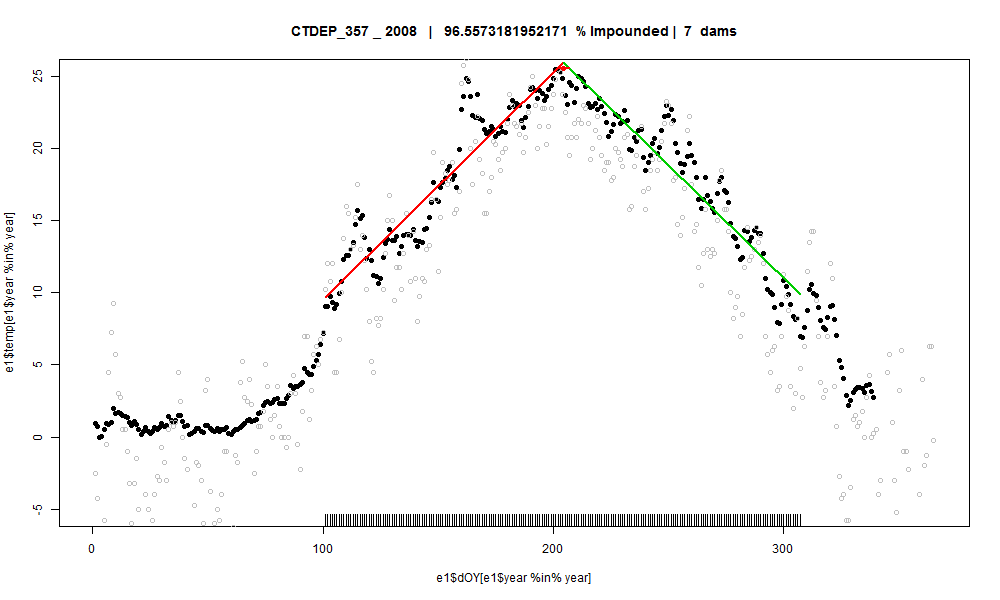 CTDEP_357 _ 2008 | 96.5573181952171 % Impounded | 7 dams
e1$temp[e1$year %in% year]
25
20
15
10
5
0
-5
0 100 200 300
e1$dOY[e1$year %in% year]